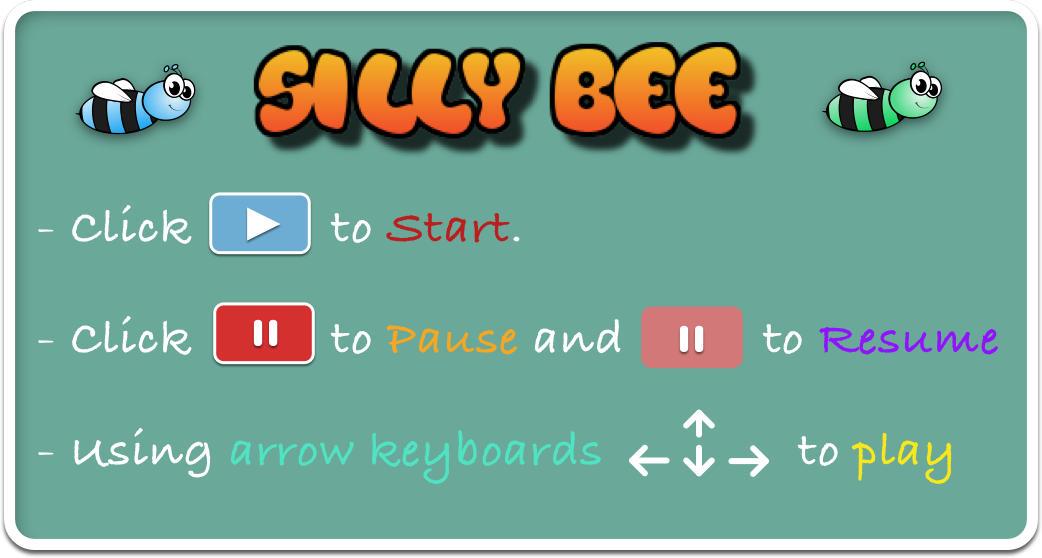 SILLY BEE
- Click to Start.
- Click to Pause and to Resume
- Using arrow keyboards to play